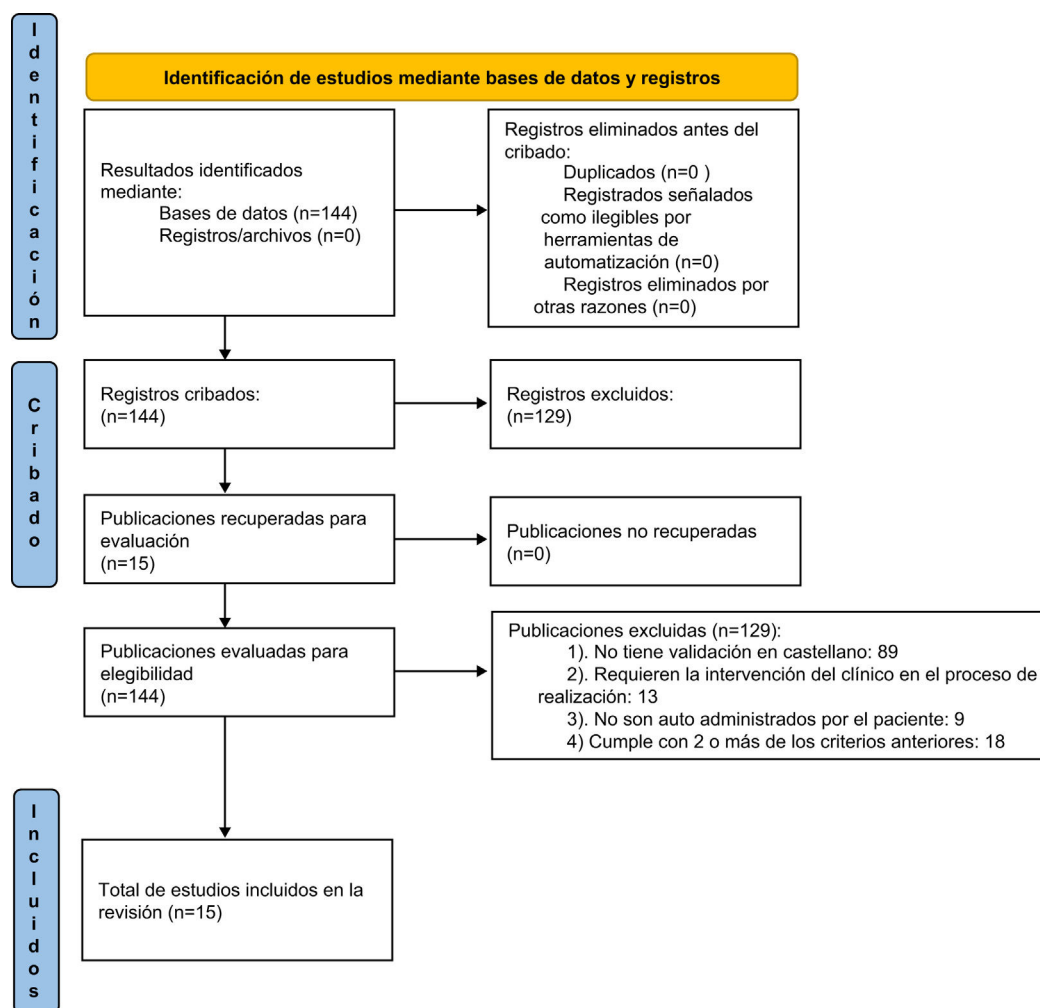 Identificación
Identificación de estudios mediante bases de datos y registros
Resultados identificados
mediante:
Bases de datos (n=144)
Registros/archivos (n=0)
Registros eliminados antes del
cribado:
Duplicados (n=0 )
Registrados señalados
como ilegibles por
herramientas de
automatización (n=0)
Registros eliminados por
otras razones (n=0)
Cribado
Registros cribados:
(n=144)
Registros excluidos:
(n=129)
Publicaciones recuperadas para
evaluación
(n=15)
Publicaciones no recuperadas
(n=0)
Publicaciones evaluadas para
elegibilidad
(n=144)
Publicaciones excluidas (n=129):
1). No tiene validación en castellano: 89
2). Requieren la intervención del clínico en el proceso de
realización: 13
3). No son auto administrados por el paciente: 9
4) Cumple con 2 o más de los criterios anteriores: 18
Incluidos
Total de estudios incluidos en la
revisión (n=15)